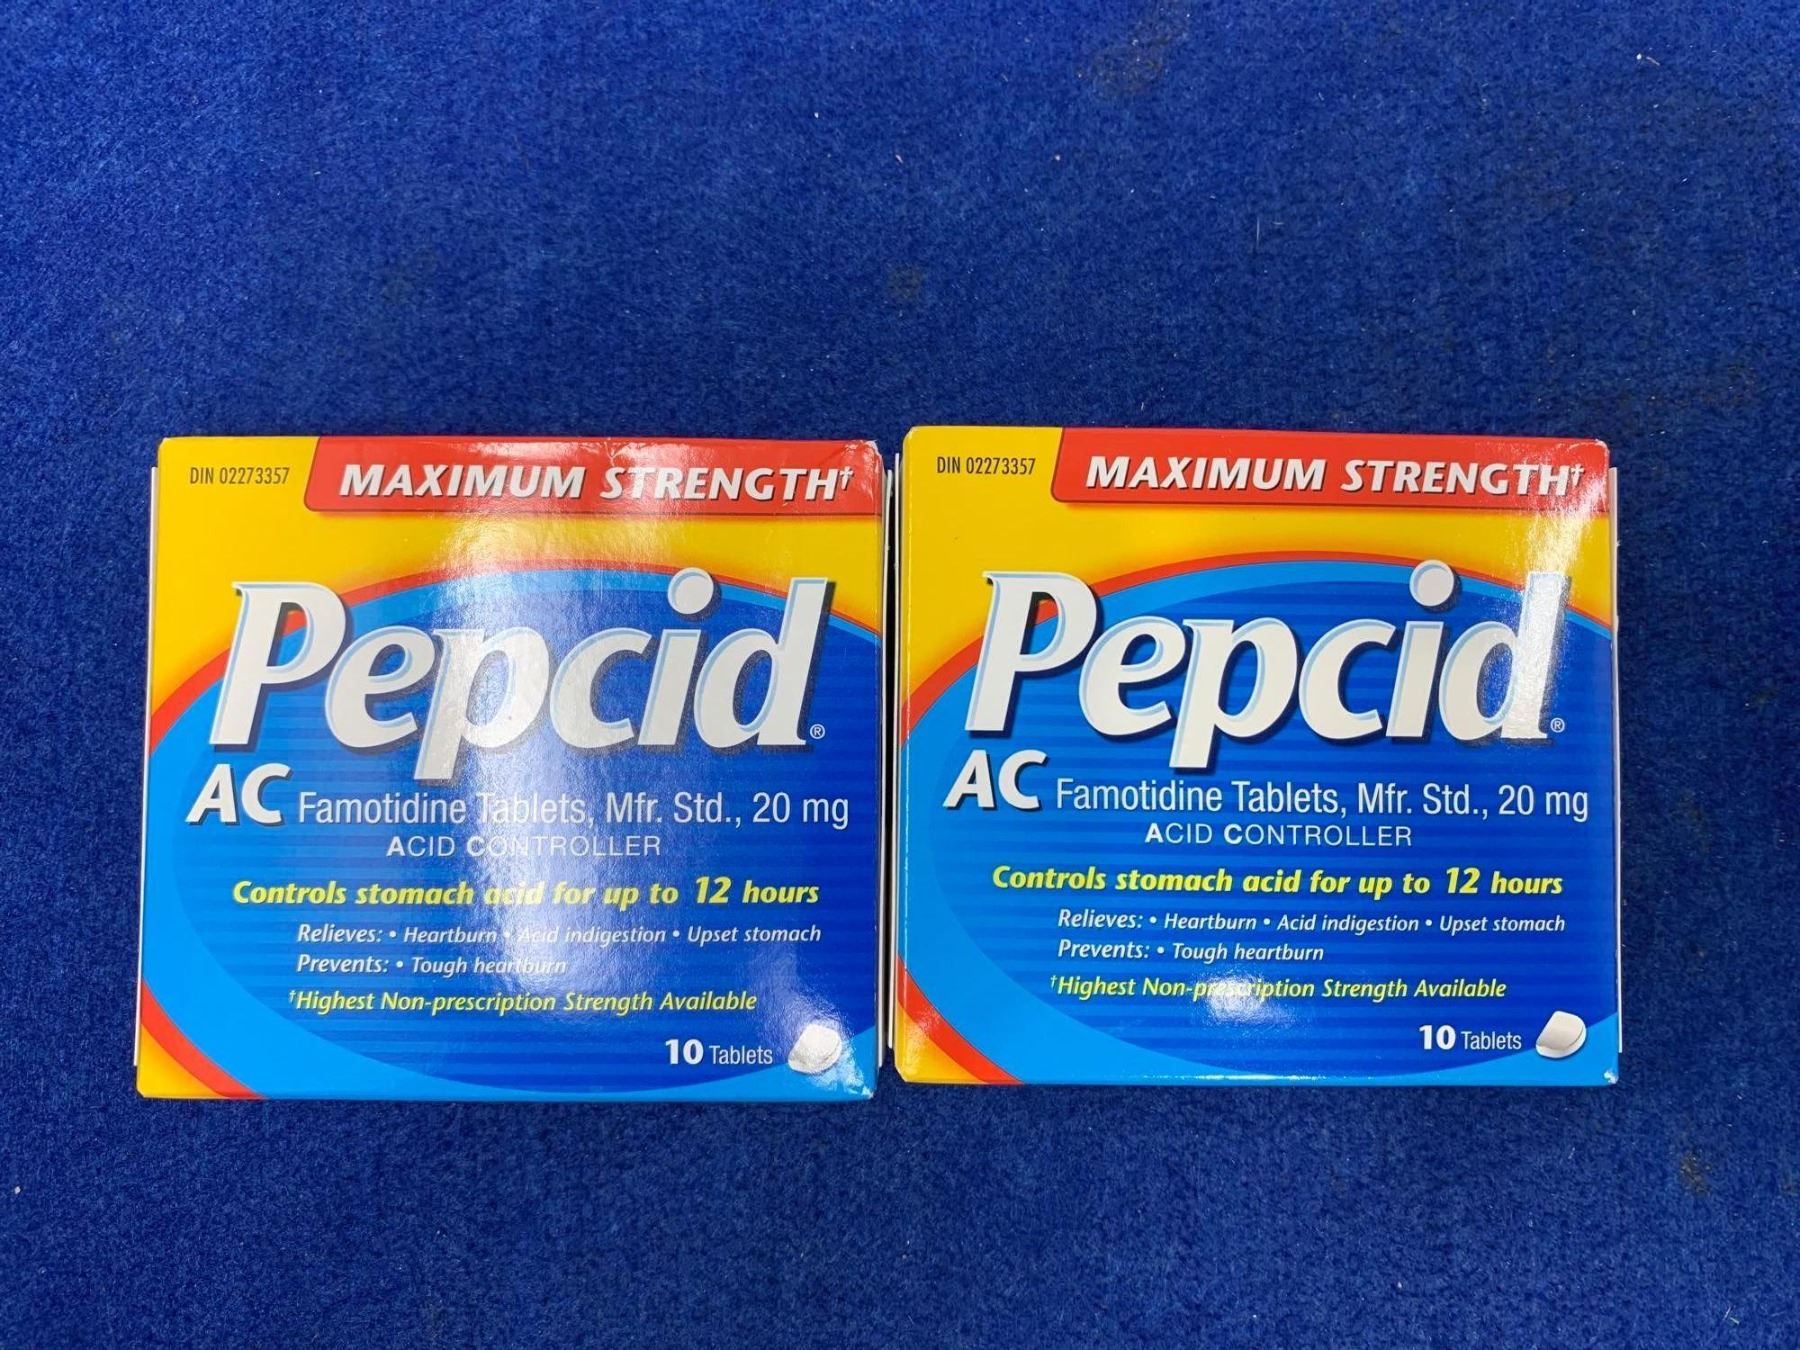 DIN 02273357
MAXIMUM STRENGTH†
Pepcid®
AC Famotidine Tablets, Mfr. Std., 20 mg
ACID CONTROLLER
Controls stomach acid for up to 12 hours
Relieves: • Heartburn • Acid indigestion • Upset stomach
Prevents: • Tough heartburn
†Highest Non-prescription Strength Available
10 Tablets
DIN 02273357
MAXIMUM STRENGTH†
Pepcid®
AC Famotidine Tablets, Mfr. Std., 20 mg
ACID CONTROLLER
Controls stomach acid for up to 12 hours
Relieves: • Heartburn • Acid indigestion • Upset stomach
Prevents: • Tough heartburn
†Highest Non-prescription Strength Available
10 Tablets